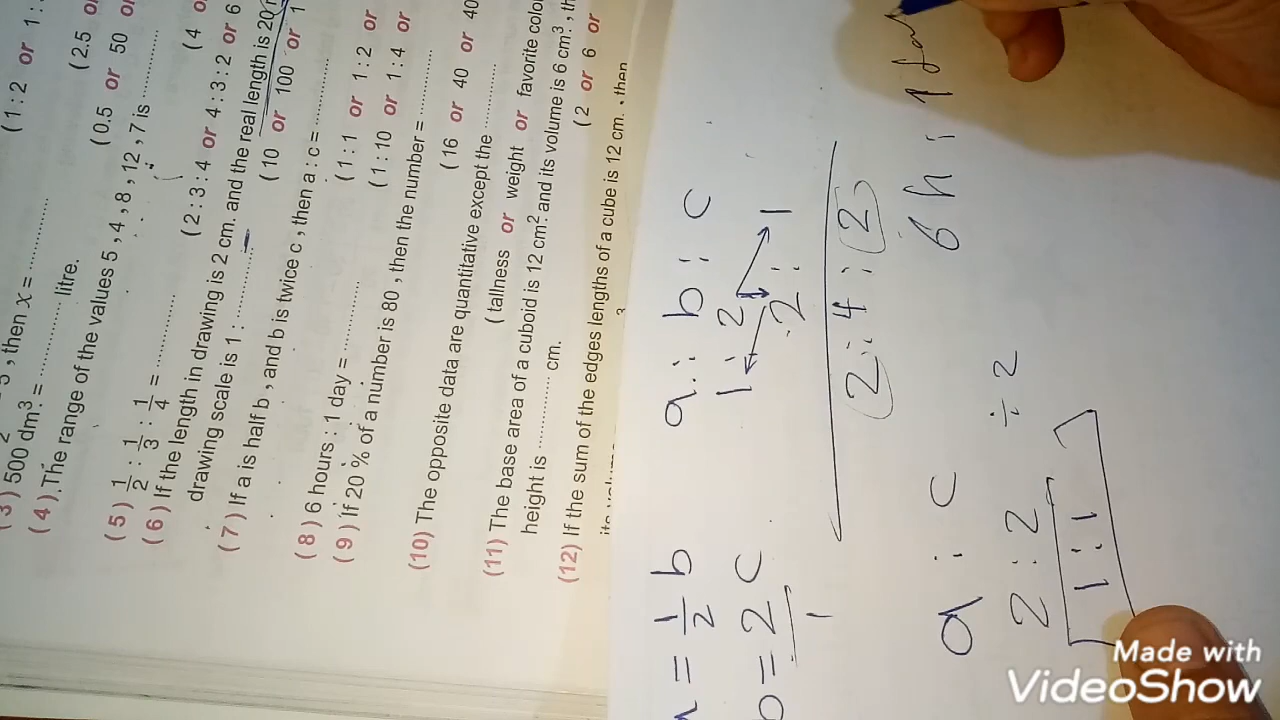 (1 : 2 or 1 :
, then x = ............
(3) 500 dm³ = ............ litre.
(2.5 or
(4) The range of the values 5 , 4 , 8 , 12 , 7 is ............
(0.5 or 50 or
(5) 1/2 : 1/3 : 1/4 = ............
(4 or
(6) If the length in drawing is 2 cm. and the real length is 20
(2 : 3 : 4 or 4 : 3 : 2 or 6
drawing scale is 1 : ............
(10 or 100 or 1
(7) If a is half b , and b is twice c , then a : c = ............
(1 : 1 or 1 : 2 or
(8) 6 hours : 1 day = ............
(1 : 10 or 1 : 4 or
(9) If 20 % of a number is 80 , then the number = ............
(16 or 40 or 40
(10) The opposite data are quantitative except the ............
(tallness or weight or favorite
(11) The base area of a cuboid is 12 cm² and its volume is 6 cm³ ,
height is ............ cm.
(2 or 6 or
(12) If the sum of the edges lengths of a cube is 12 cm. , then
= 1/2 b
a : b : c
b = 2 c
1
1 : 2
2 : 1
2 : 4 : 2
a : c
2 : 2 ÷ 2
1 : 1
6 h : 1 day
Made with
VideoShow